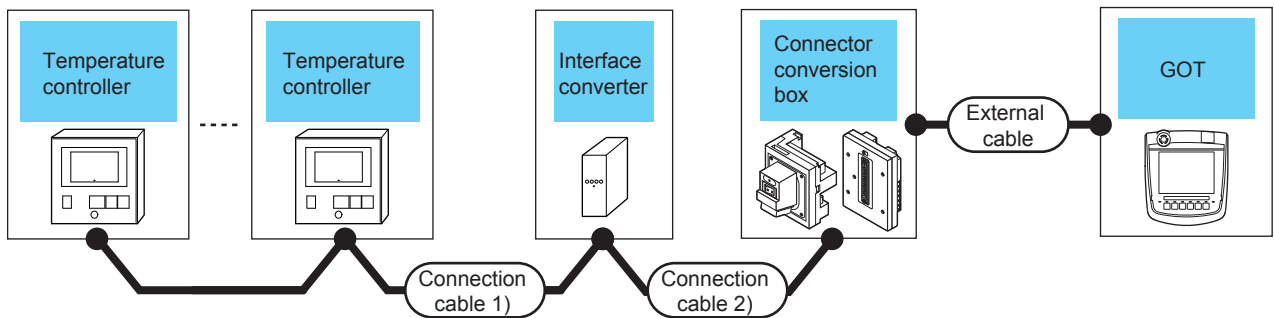 Temperature
controller
Temperature
controller
Interface
converter
Connector
conversion
box
GOT
External
cable
Connection
cable 1)
Connection
cable 2)